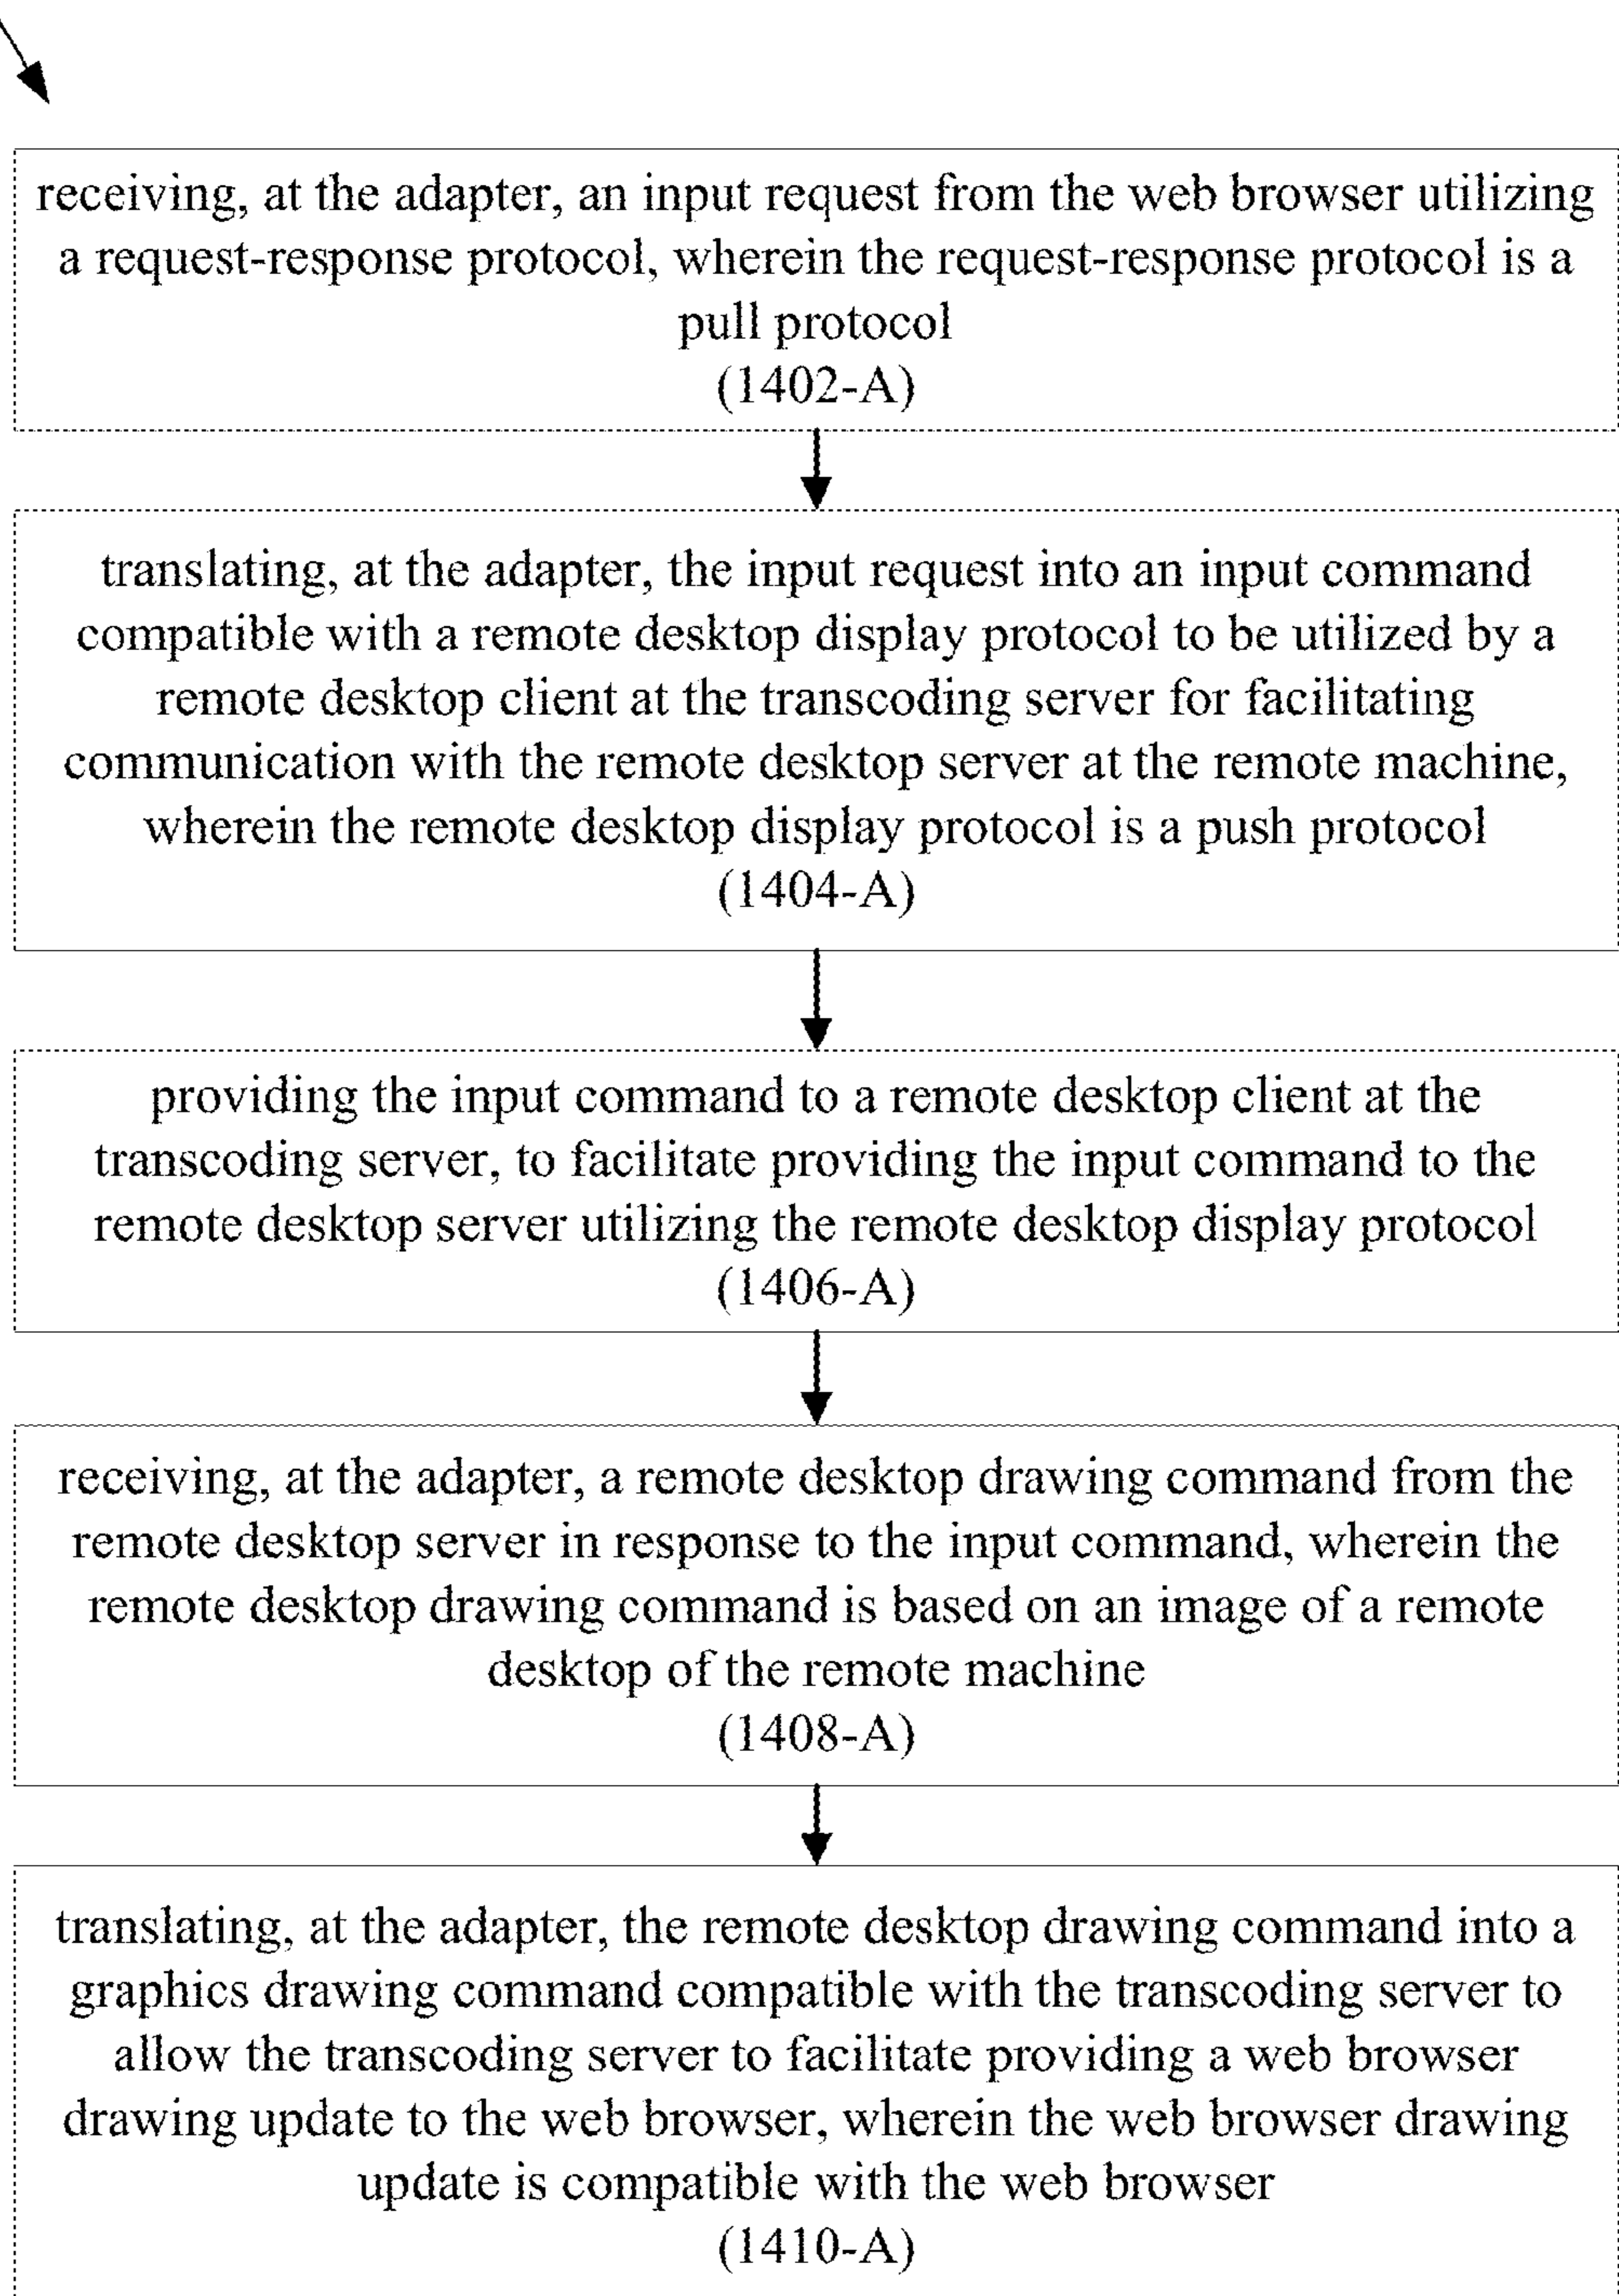 receiving, at the adapter, an input request from the web browser utilizing
a request-response protocol, wherein the request-response protocol is a
pull protocol
(1402-A)
translating, at the adapter, the input request into an input command
compatible with a remote desktop display protocol to be utilized by a
remote desktop client at the transcoding server for facilitating
communication with the remote desktop server at the remote machine,
wherein the remote desktop display protocol is a push protocol
(1404-A)
providing the input command to a remote desktop client at the
transcoding server, to facilitate providing the input command to the
remote desktop server utilizing the remote desktop display protocol
(1406-A)
receiving, at the adapter, a remote desktop drawing command from the
remote desktop server in response to the input command, wherein the
remote desktop drawing command is based on an image of a remote
desktop of the remote machine
(1408-A)
translating, at the adapter, the remote desktop drawing command into a
graphics drawing command compatible with the transcoding server to
allow the transcoding server to facilitate providing a web browser
drawing update to the web browser, wherein the web browser drawing
update is compatible with the web browser
(1410-A)